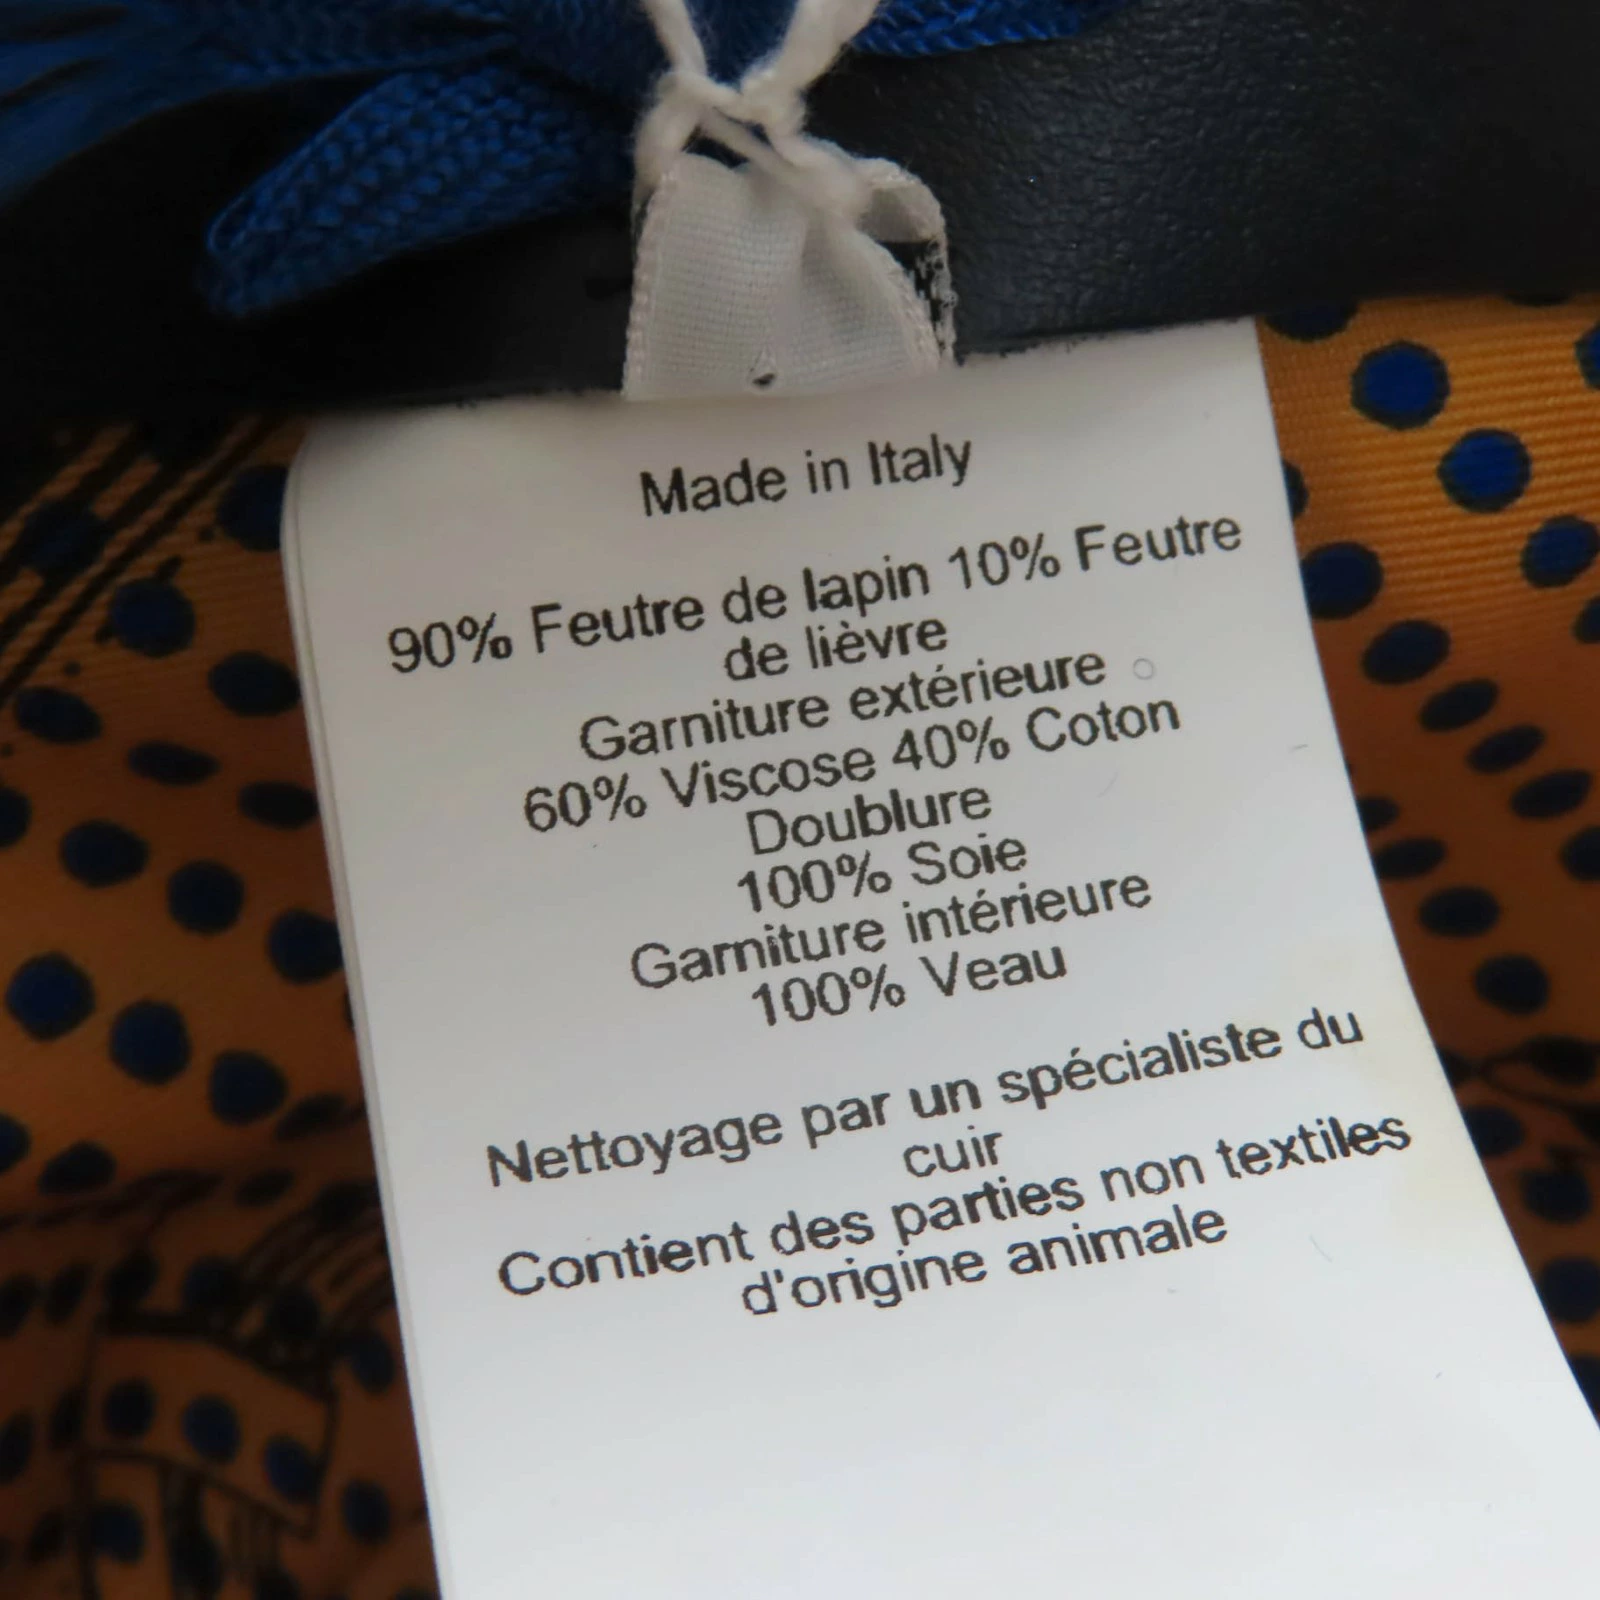 Made in Italy
90% Feutre de lapin 10% Feutre
de lièvre
Garniture extérieure
60% Viscose 40% Coton
Doublure
100% Soie
Garniture intérieure
100% Veau
Nettoyage par un spécialiste du
cuir
Contient des parties non textiles
d'origine animale